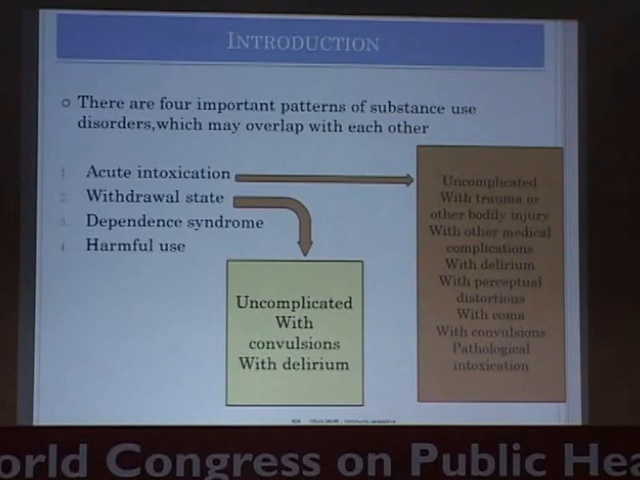 INTRODUCTION
There are four important patterns of substance use
disorders,which may overlap with each other
1. Acute intoxication
2. Withdrawal state
3. Dependence syndrome
4. Harmful use
Uncomplicated
With
convulsions
With delirium
Uncomplicated
With trauma or
other bodily injury
With other medical
complications
With delirium
With perceptual
distortions
With coma
With convulsions
Pathological
intoxication
orld Congress on Public Hea